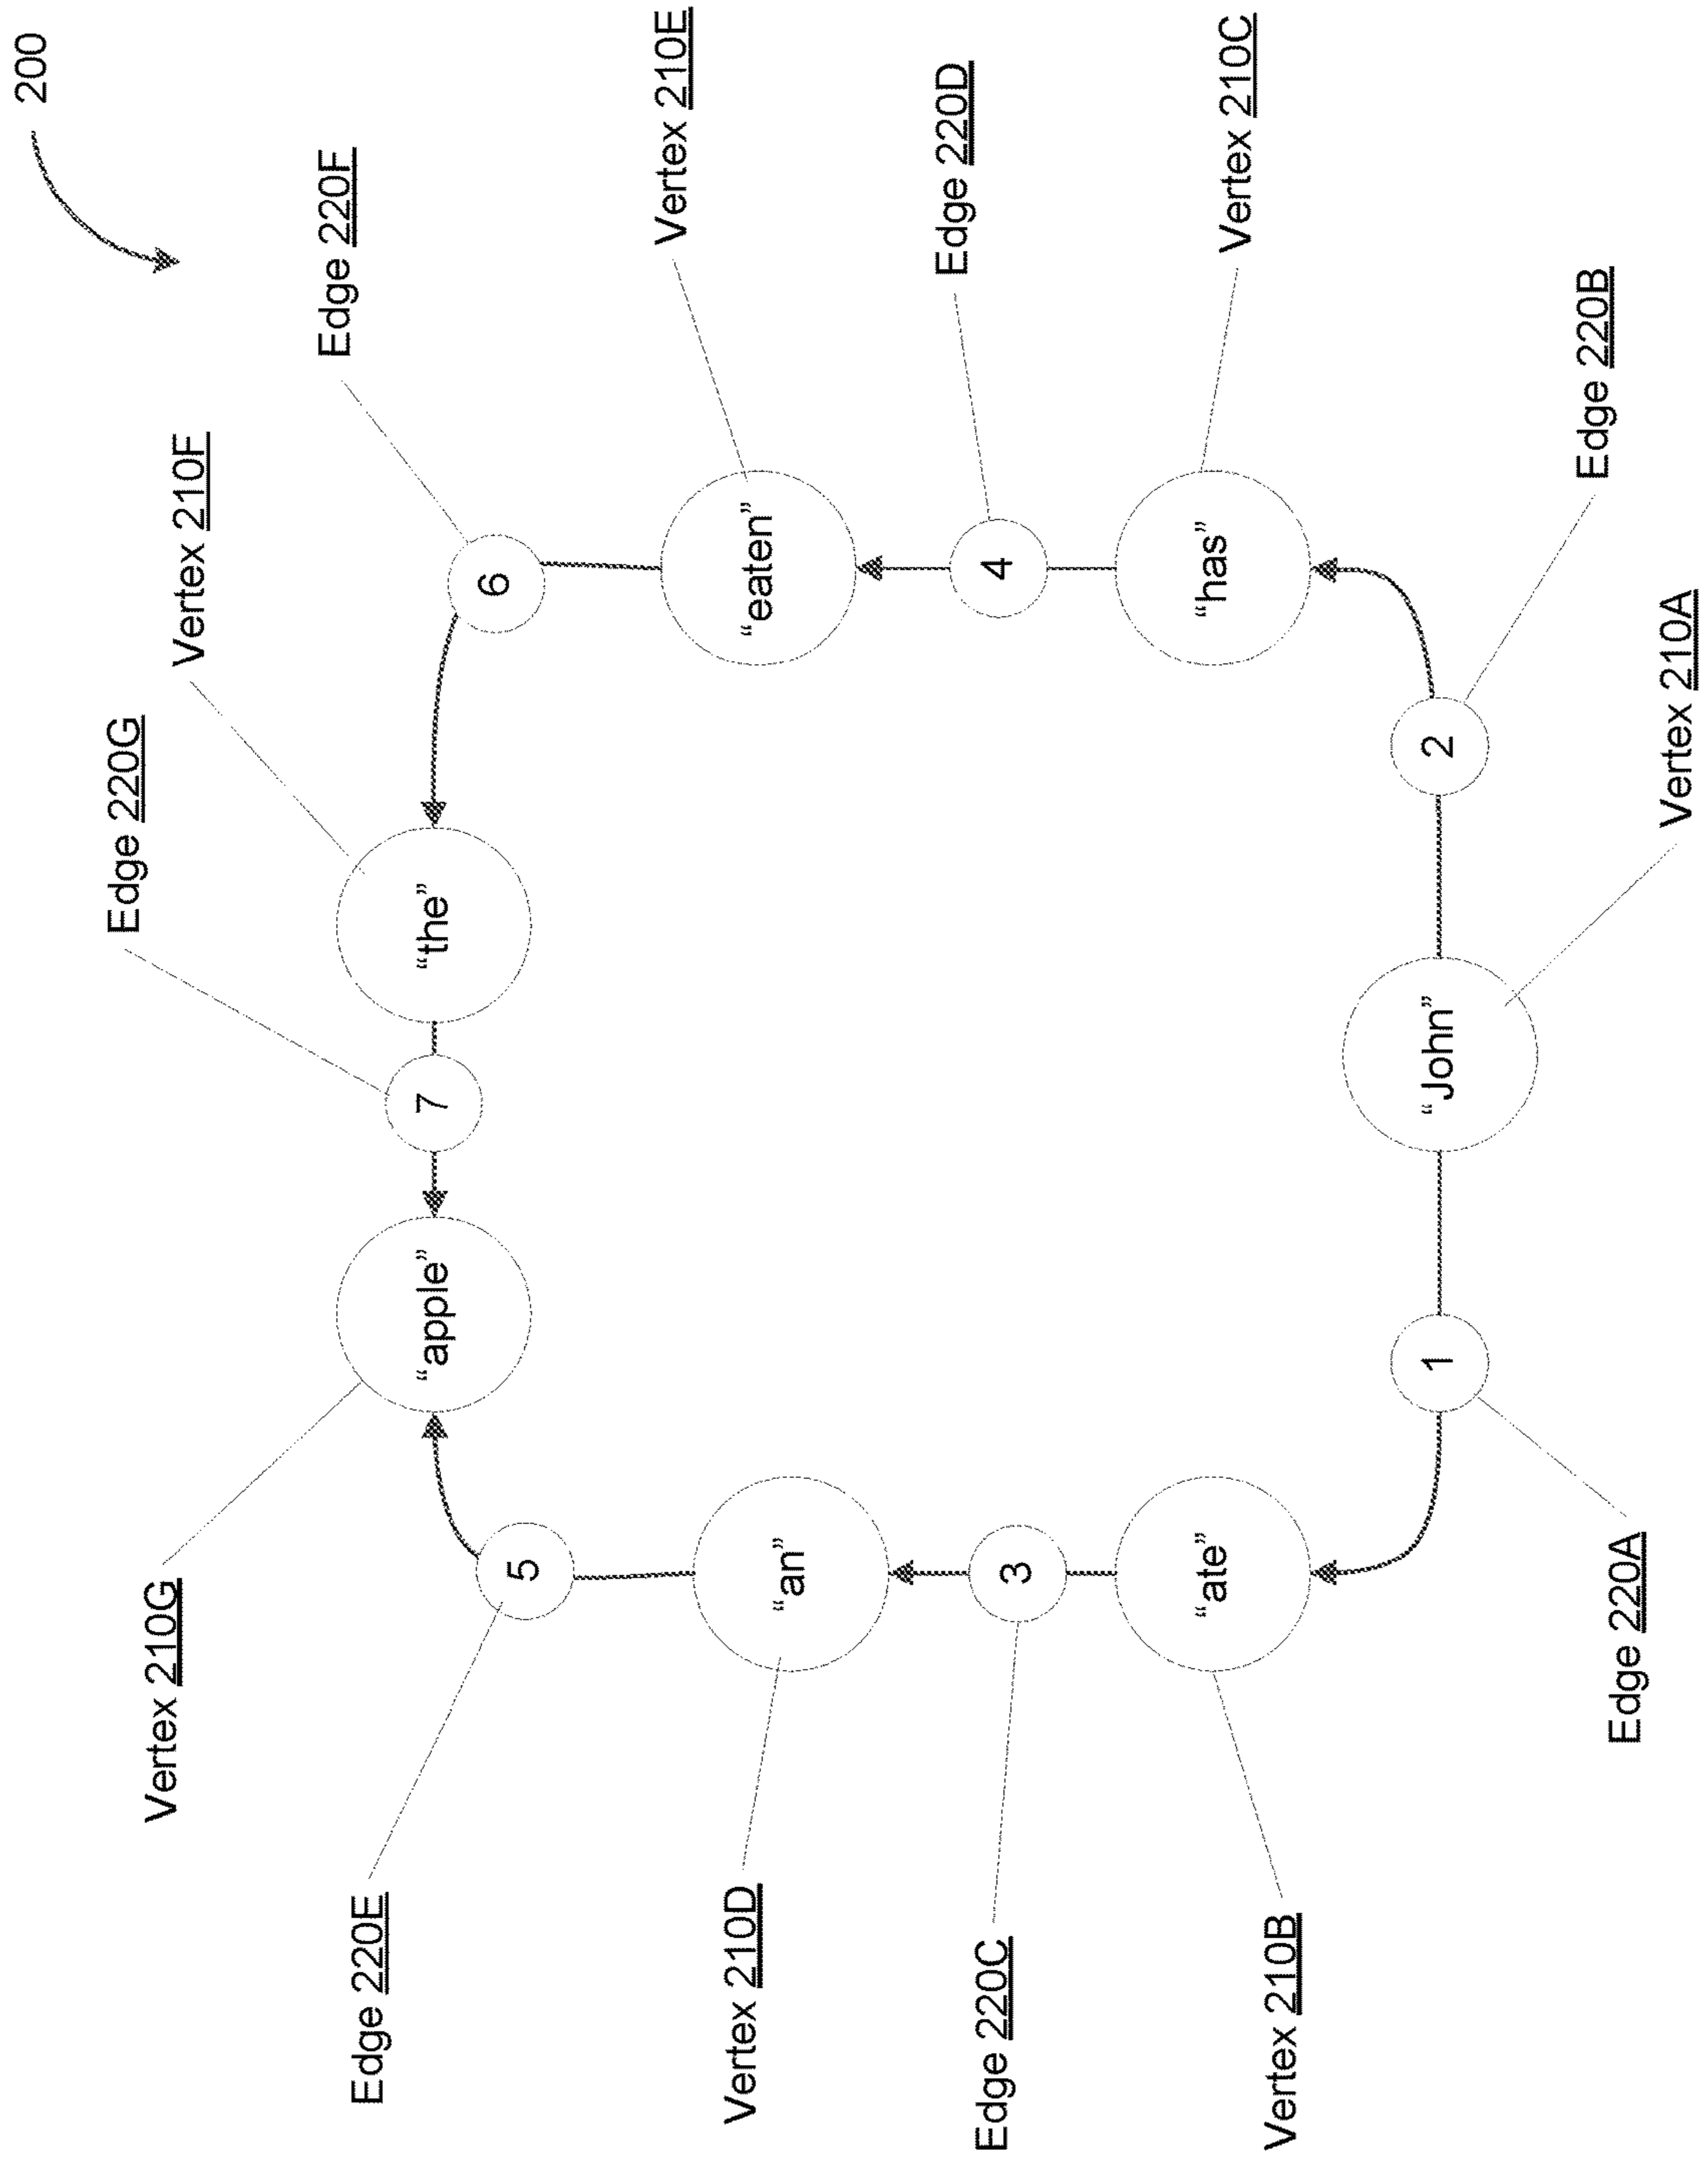 200
Edge 220G
Vertex 210G
Vertex 210F
Edge 220F
Edge 220E
“apple”
7
“the”
6
5
Vertex 210E
Vertex 210D
“an”
“eaten”
Edge 220D
Edge 220C
3
4
“ate”
“has”
Vertex 210C
Vertex 210B
1
“John”
2
Edge 220B
Edge 220A
Vertex 210A